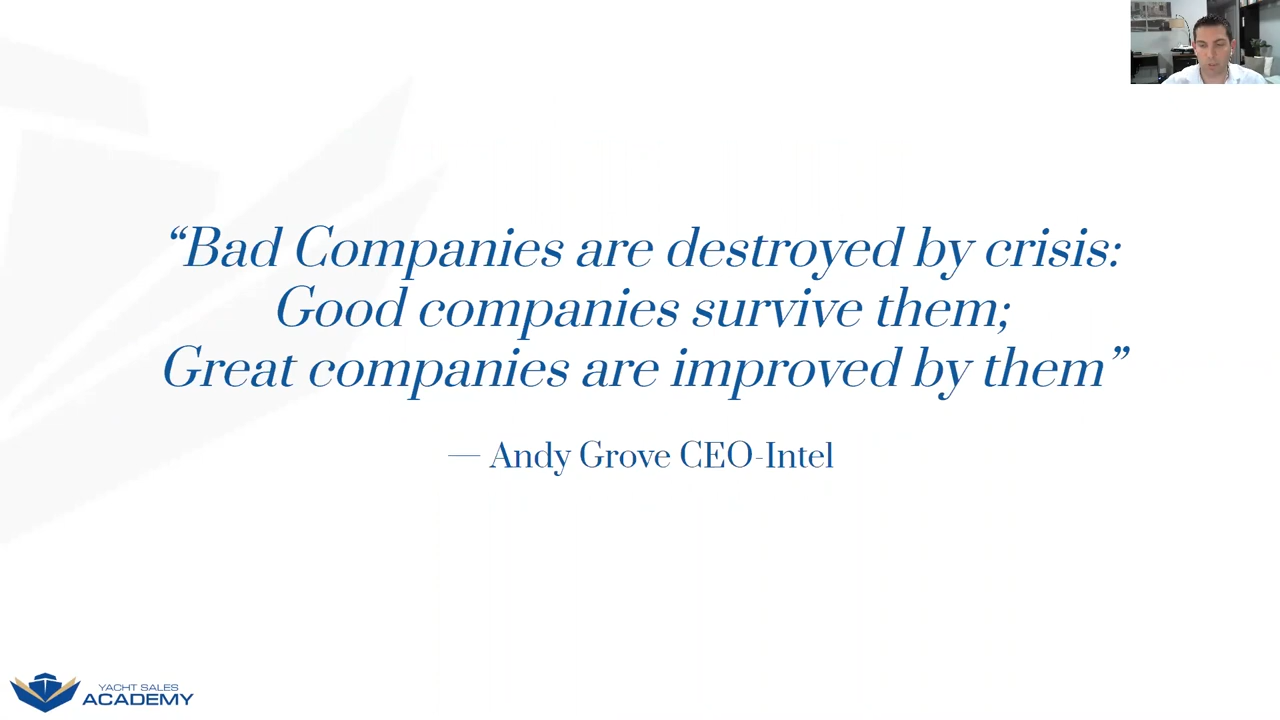 “Bad Companies are destroyed by crisis:
Good companies survive them;
Great companies are improved by them”
— Andy Grove CEO-Intel
YACHT SALES
ACADEMY